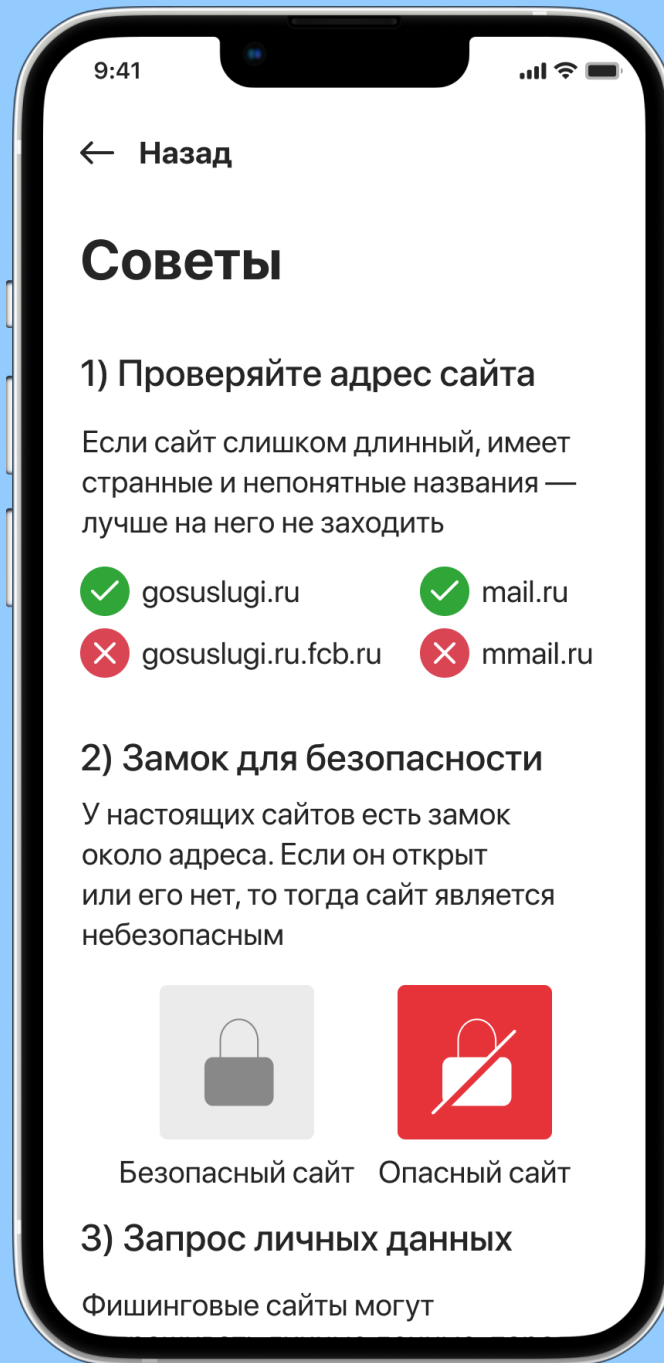 9:41
Назад
Советы
1) Проверяйте адрес сайта
Если сайт слишком длинный, имеет
странные и непонятные названия —
лучше на него не заходить
gosuslugi.ru mail.ru
gosuslugi.ru.fcb.ru mmail.ru
2) Замок для безопасности
У настоящих сайтов есть замок
около адреса. Если он открыт
или его нет, то тогда сайт является
небезопасным
Безопасный сайт Опасный сайт
3) Запрос личных данных
Фишинговые сайты могут